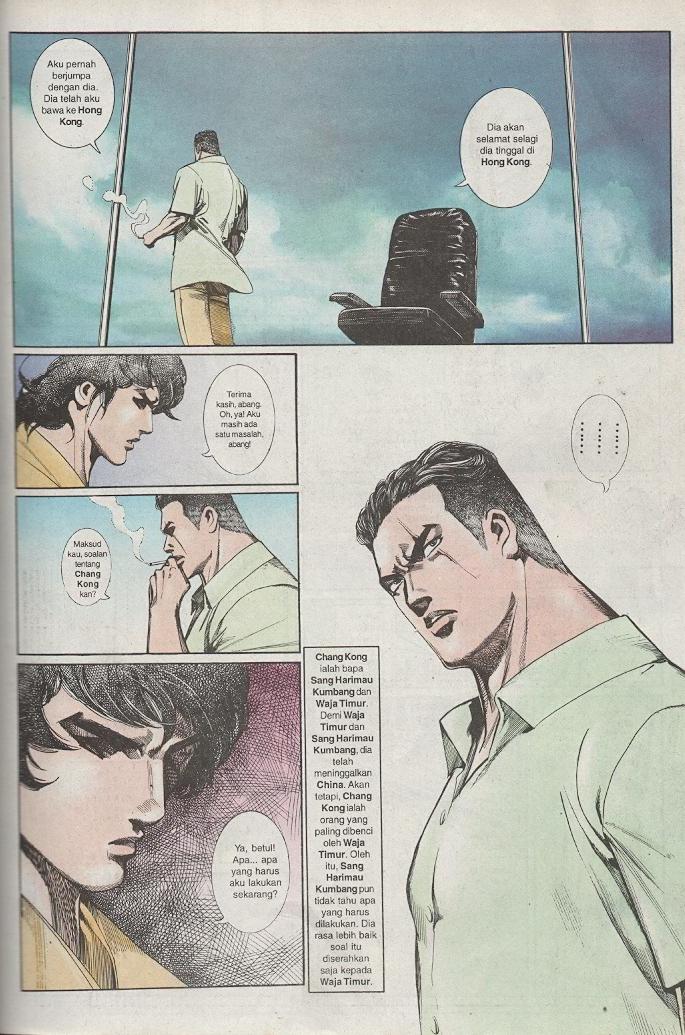 Aku pernah
berjumpa
dengan dia.
Dia telah aku
bawa ke Hong
Kong.
Dia akan
selamat selagi
dia tinggal di
Hong Kong.
Terima
kasih, abang.
Oh, ya! Aku
masih ada
satu masalah,
abang!
Maksud
kau, soalan
tentang
Chang
Kong
kan?
Ya, betul!
Apa... apa
yang harus
aku lakukan
sekarang?
Chang Kong
ialah bapa
Sang Harimau
Kumbang dan
Waja Timur.
Demi Waja
Timur dan
Sang Harimau
Kumbang, dia
telah
meninggalkan
China. Akan
tetapi, Chang
Kong ialah
orang yang
paling dibenci
oleh Waja
Timur. Oleh
itu, Sang
Harimau
Kumbang pun
tidak tahu apa
yang harus
dilakukan. Dia
rasa lebih baik
soal itu
diserahkan
saja kepada
Waja Timur.